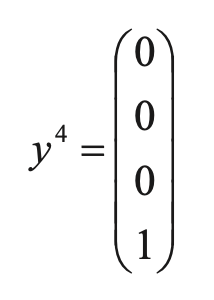 y⁴ = (0
0
0
1)